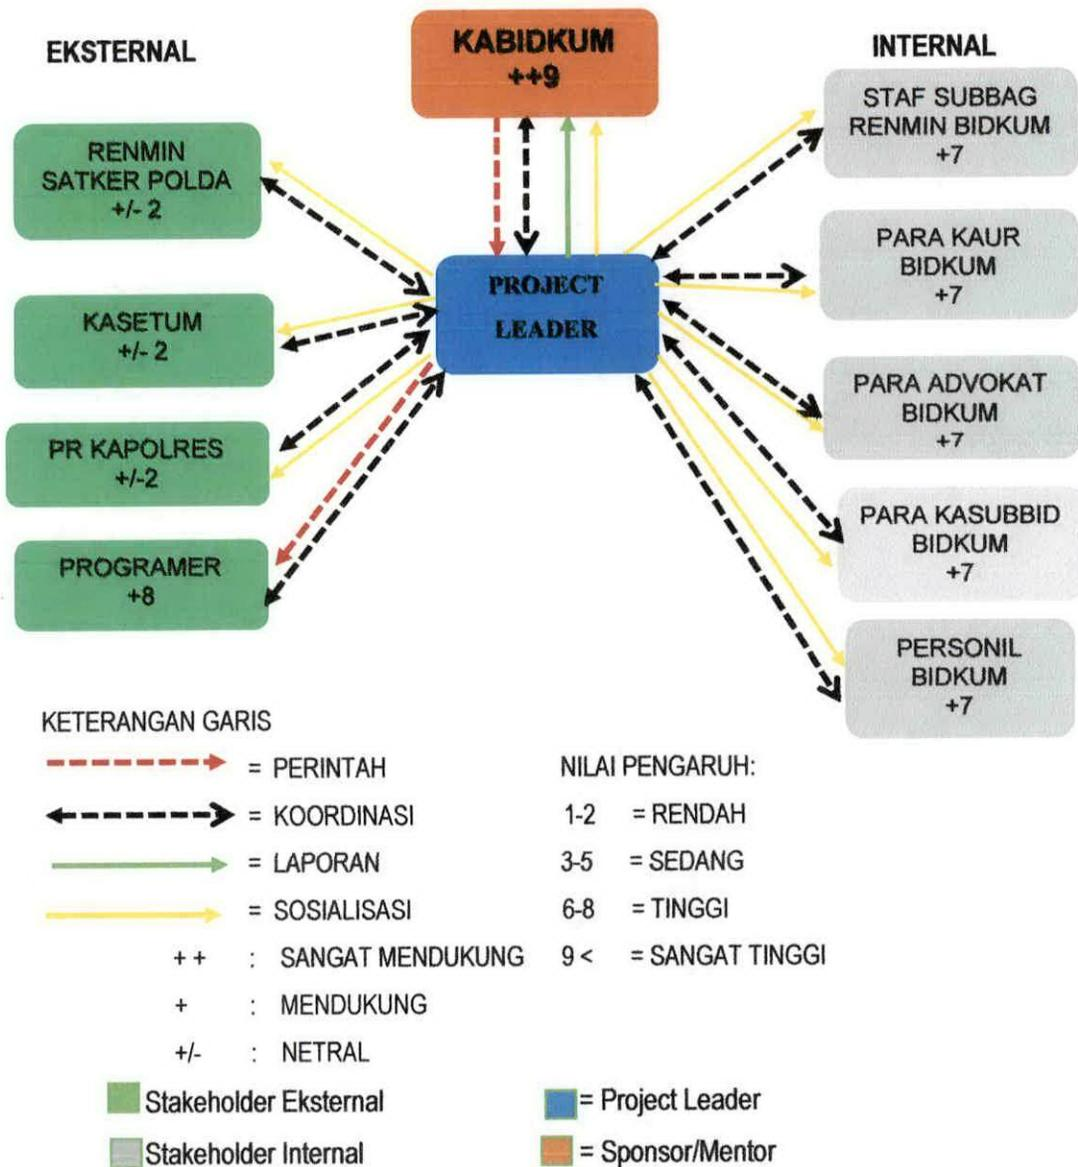 EKSTERNAL
KABIDKUM
++9
INTERNAL
RENMIN
SATKER POLDA
+/- 2
KASETUM
+/- 2
PR KAPOLRES
+/-2
PROGRAMER
+8
PROJECT
LEADER
STAF SUBBAG
RENMIN BIDKUM
+7
PARA KAUR
BIDKUM
+7
PARA ADVOKAT
BIDKUM
+7
PARA KASUBBID
BIDKUM
+7
PERSONIL
BIDKUM
+7
KETERANGAN GARIS
= PERINTAH
= KOORDINASI
= LAPORAN
= SOSIALISASI
+ + : SANGAT MENDUKUNG
+ : MENDUKUNG
+/- : NETRAL
NILAI PENGARUH:
1-2 = RENDAH
3-5 = SEDANG
6-8 = TINGGI
9 < = SANGAT TINGGI
Stakeholder Eksternal
= Project Leader
Stakeholder Internal
= Sponsor/Mentor